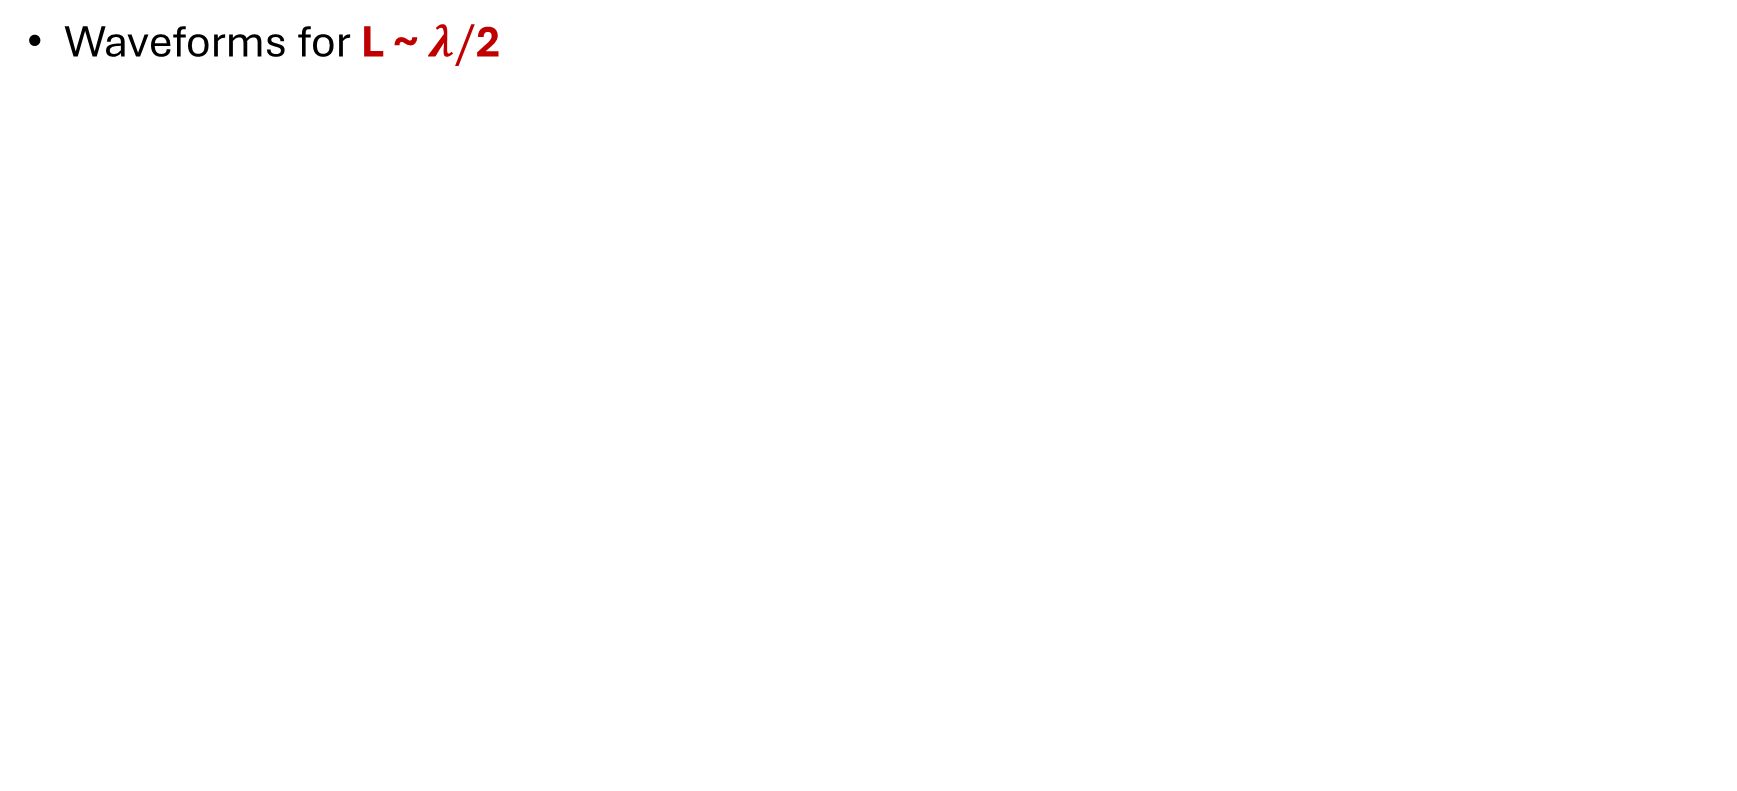 • Waveforms for L ~ λ/2